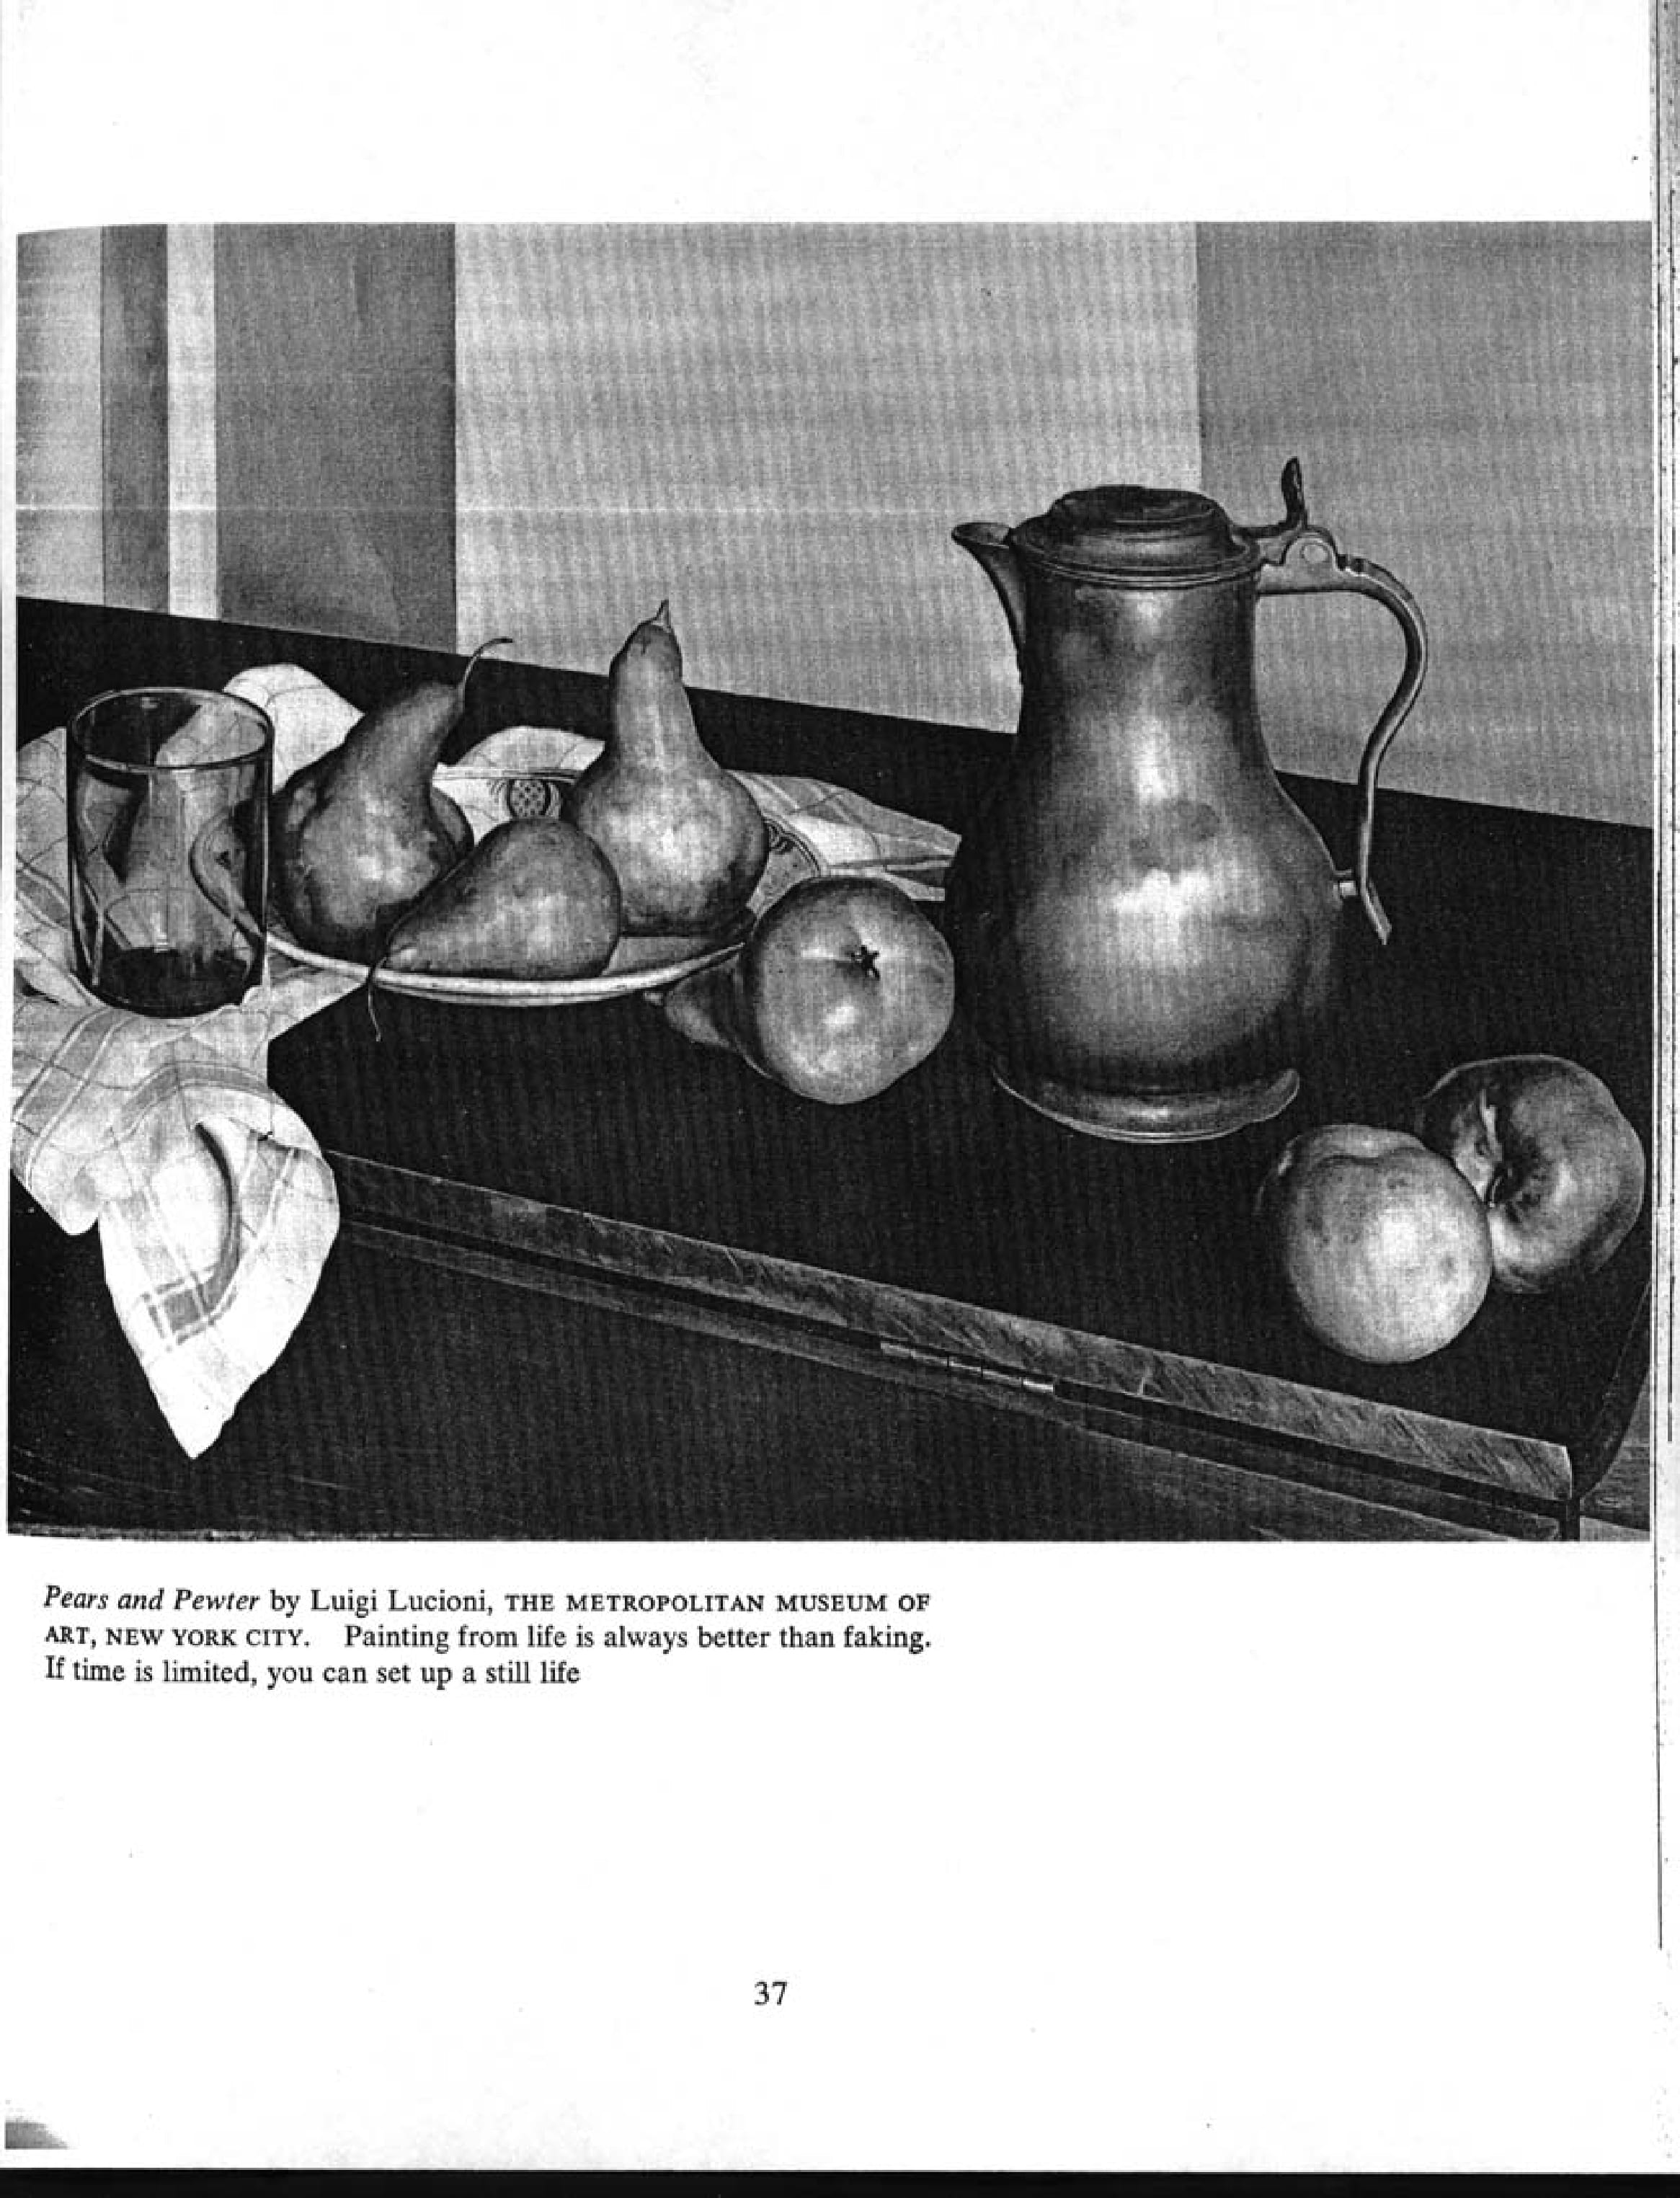 Pears and Pewter by Luigi Lucioni, THE METROPOLITAN MUSEUM OF
ART, NEW YORK CITY. Painting from life is always better than faking.
If time is limited, you can set up a still life
37